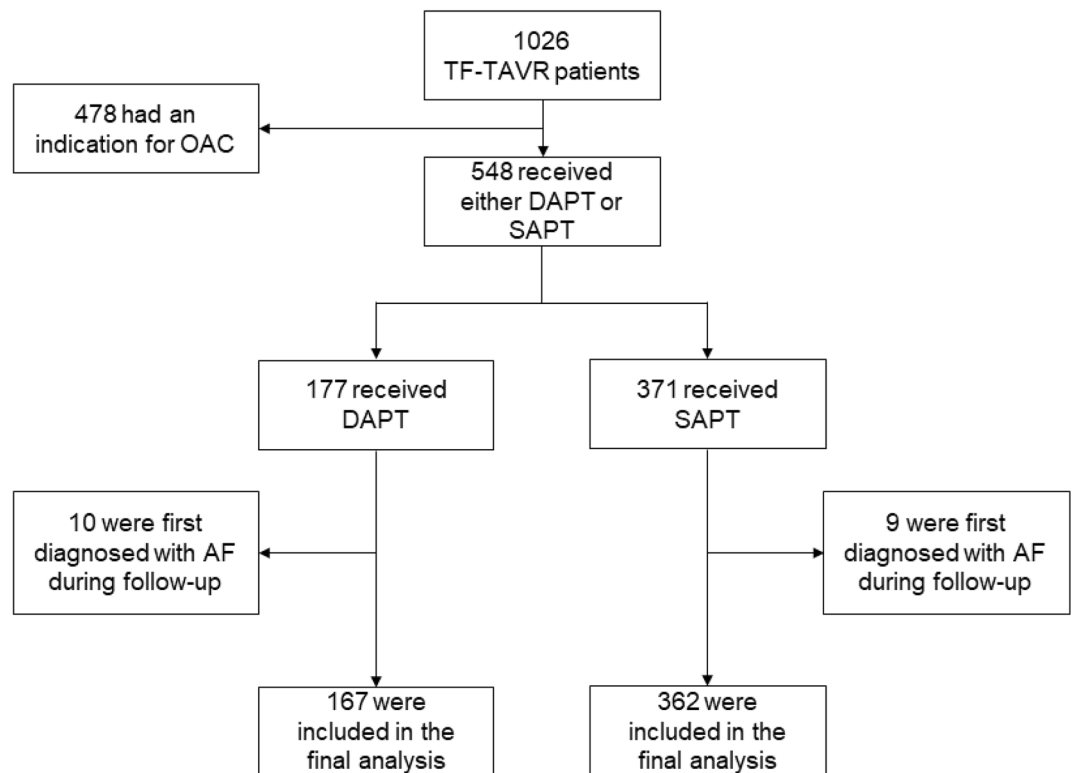 1026
TF-TAVR patients
478 had an
indication for OAC
548 received
either DAPT or
SAPT
177 received
DAPT
371 received
SAPT
10 were first
diagnosed with AF
during follow-up
9 were first
diagnosed with AF
during follow-up
167 were
included in the
final analysis
362 were
included in the
final analysis